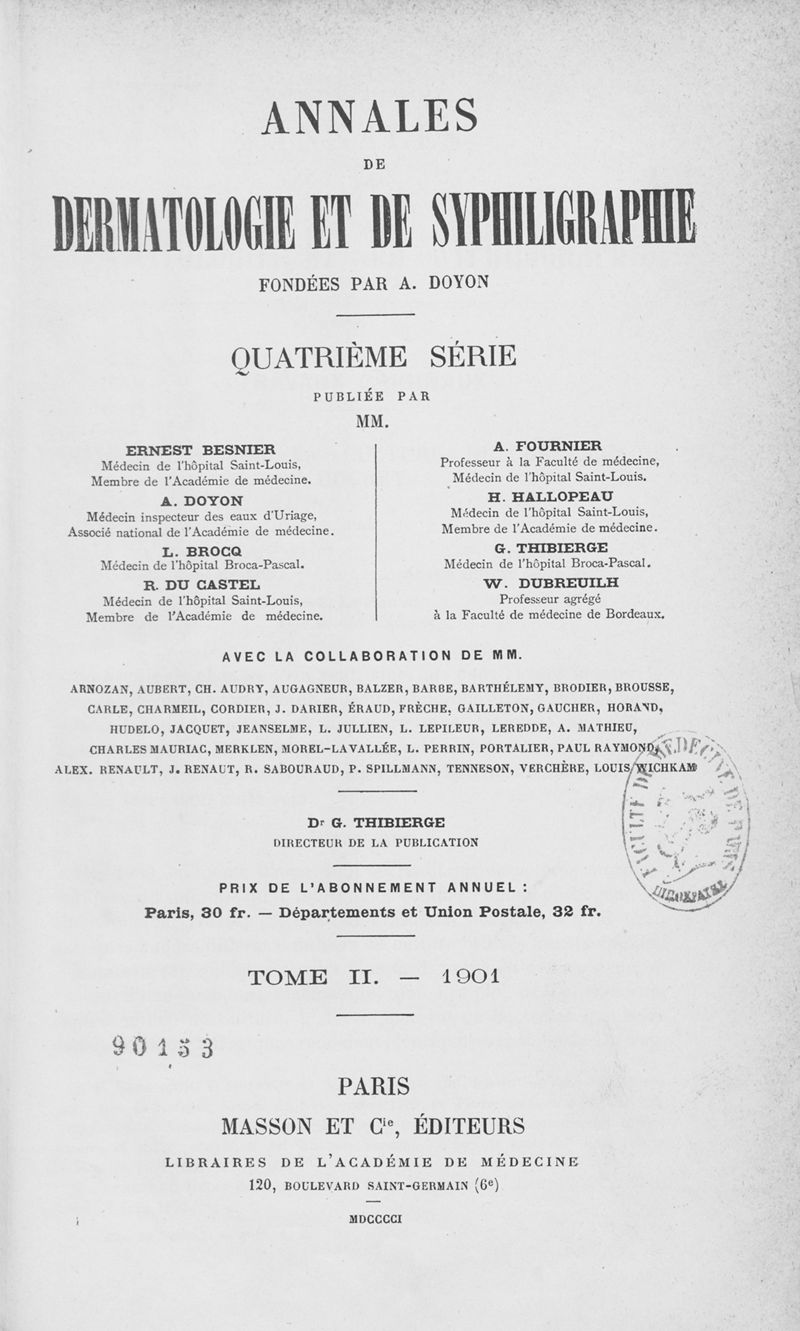 ANNALES
DE
DERMATOLOGIE ET DE SYPHILIGRAPHIE
FONDÉES PAR A. DOYON
QUATRIÈME SÉRIE
PUBLIÉE PAR
MM.
ERNEST BESNIER
Médecin de l'hôpital Saint-Louis,
Membre de l'Académie de médecine.
A. DOYON
Médecin inspecteur des eaux d'Uriage,
Associé national de l'Académie de médecine.
L. BROCQ
Médecin de l'hôpital Broca-Pascal.
R. DU CASTEL
Médecin de l'hôpital Saint-Louis,
Membre de l'Académie de médecine.
A. FOURNIER
Professeur à la Faculté de médecine,
Médecin de l'hôpital Saint-Louis.
H. HALLOPEAU
Médecin de l'hôpital Saint-Louis,
Membre de l'Académie de médecine.
G. THIBIERGE
Médecin de l'hôpital Broca-Pascal.
W. DUBREUILH
Professeur agrégé
à la Faculté de médecine de Bordeaux.
AVEC LA COLLABORATION DE MM.
ARNOZAN, AUBERT, CH. AUDRY, AUGAGNEUR, BALZER, BARBE, BARTHÉLEMY, BRODIER, BROUSSE,
CARLE, CHARMEIL, CORDIER, J. DARIER, ÉRAUD, FRÈCHE, GAILLETON, GAUCHER, HORAND,
HUDELO, JACQUET, JEANSELME, L. JULLIEN, L. LEPILEUR, LEREDDE, A. MATHIEU,
CHARLES MAURIAC, MERKLEN, MOREL-LAVALLÉE, L. PERRIN, PORTALIER, PAUL RAYMOND,
ALEX. RENAULT, J. RENAUT, R. SABOURAUD, P. SPILLMANN, TENNESON, VERCHÈRE, LOUIS WICHKAM
Dr G. THIBIERGE
DIRECTEUR DE LA PUBLICATION
PRIX DE L'ABONNEMENT ANNUEL :
Paris, 30 fr. — Départements et Union Postale, 32 fr.
TOME II. — 1901
90153
PARIS
MASSON ET Cie, ÉDITEURS
LIBRAIRES DE L'ACADÉMIE DE MÉDECINE
120, BOULEVARD SAINT-GERMAIN (6e)
MDCCCCI